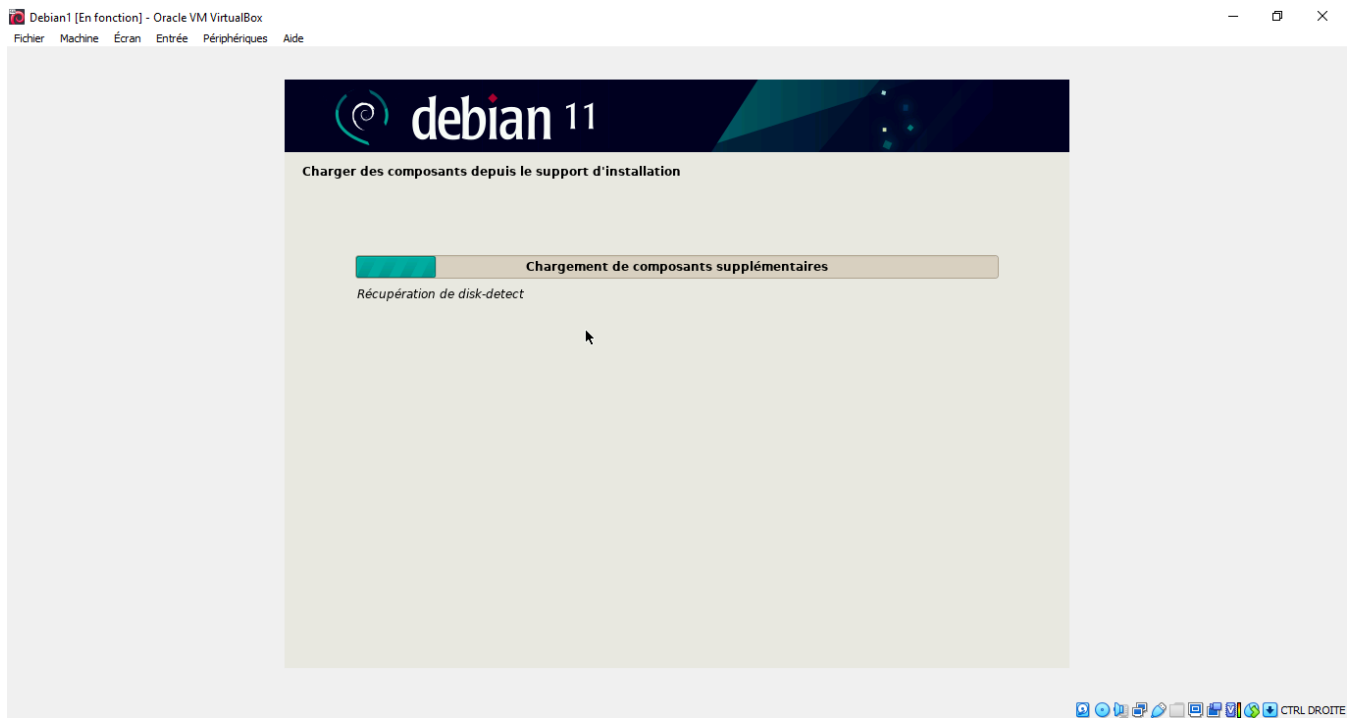 Debian1 [En fonction] - Oracle VM VirtualBox
Fichier Machine Écran Entrée Périphériques Aide
debian 11
Charger des composants depuis le support d'installation
Chargement de composants supplémentaires
Récupération de disk-detect
CTRL DROITE